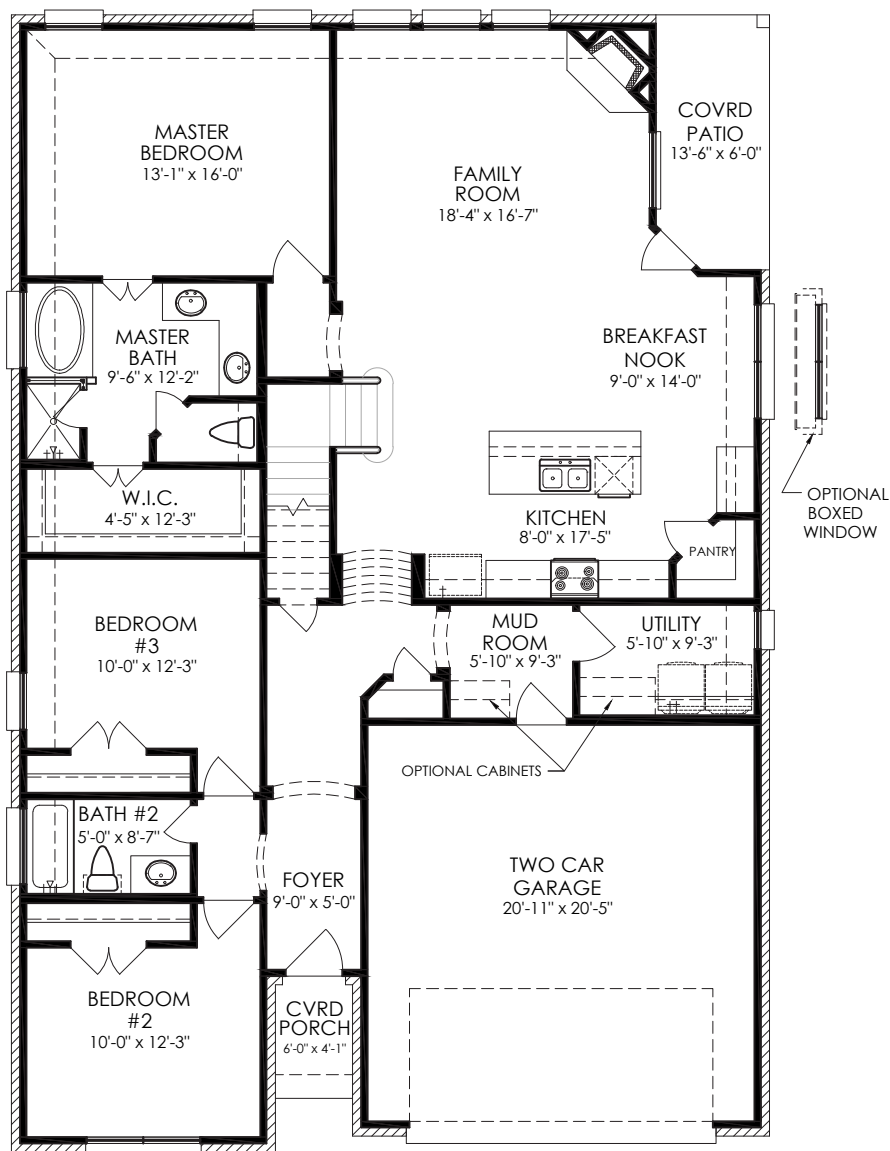 MASTER
BEDROOM
13'-1" x 16'-0"
FAMILY
ROOM
18'-4" x 16'-7"
COVRD
PATIO
13'-6" x 6'-0"
MASTER
BATH
9'-6" x 12'-2"
BREAKFAST
NOOK
9'-0" x 14'-0"
W.I.C.
4'-5" x 12'-3"
KITCHEN
8'-0" x 17'-5"
PANTRY
OPTIONAL
BOXED
WINDOW
BEDROOM
#3
10'-0" x 12'-3"
MUD
ROOM
5'-10" x 9'-3"
UTILITY
5'-10" x 9'-3"
OPTIONAL CABINETS
BATH #2
5'-0" x 8'-7"
FOYER
9'-0" x 5'-0"
TWO CAR
GARAGE
20'-11" x 20'-5"
BEDROOM
#2
10'-0" x 12'-3"
CVRD
PORCH
6'-0" x 4'-1"